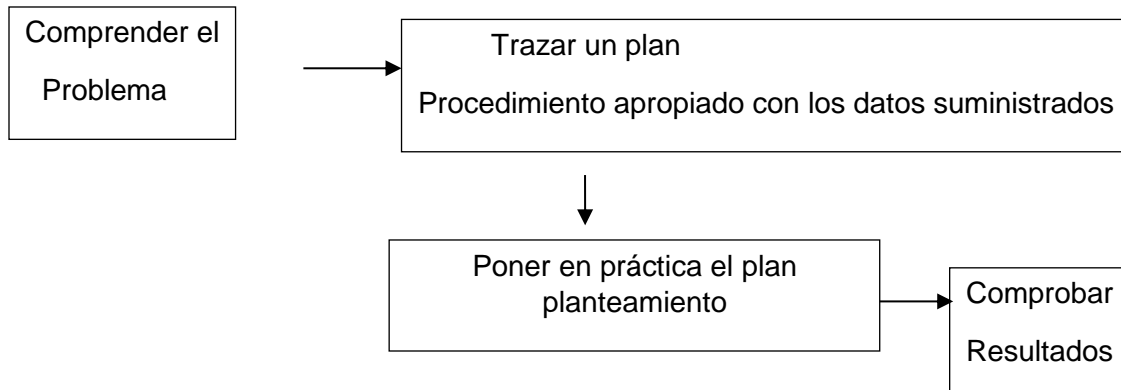 Comprender el
Problema
Trazar un plan
Procedimiento apropiado con los datos suministrados
Poner en práctica el plan
planteamiento
Comprobar
Resultados